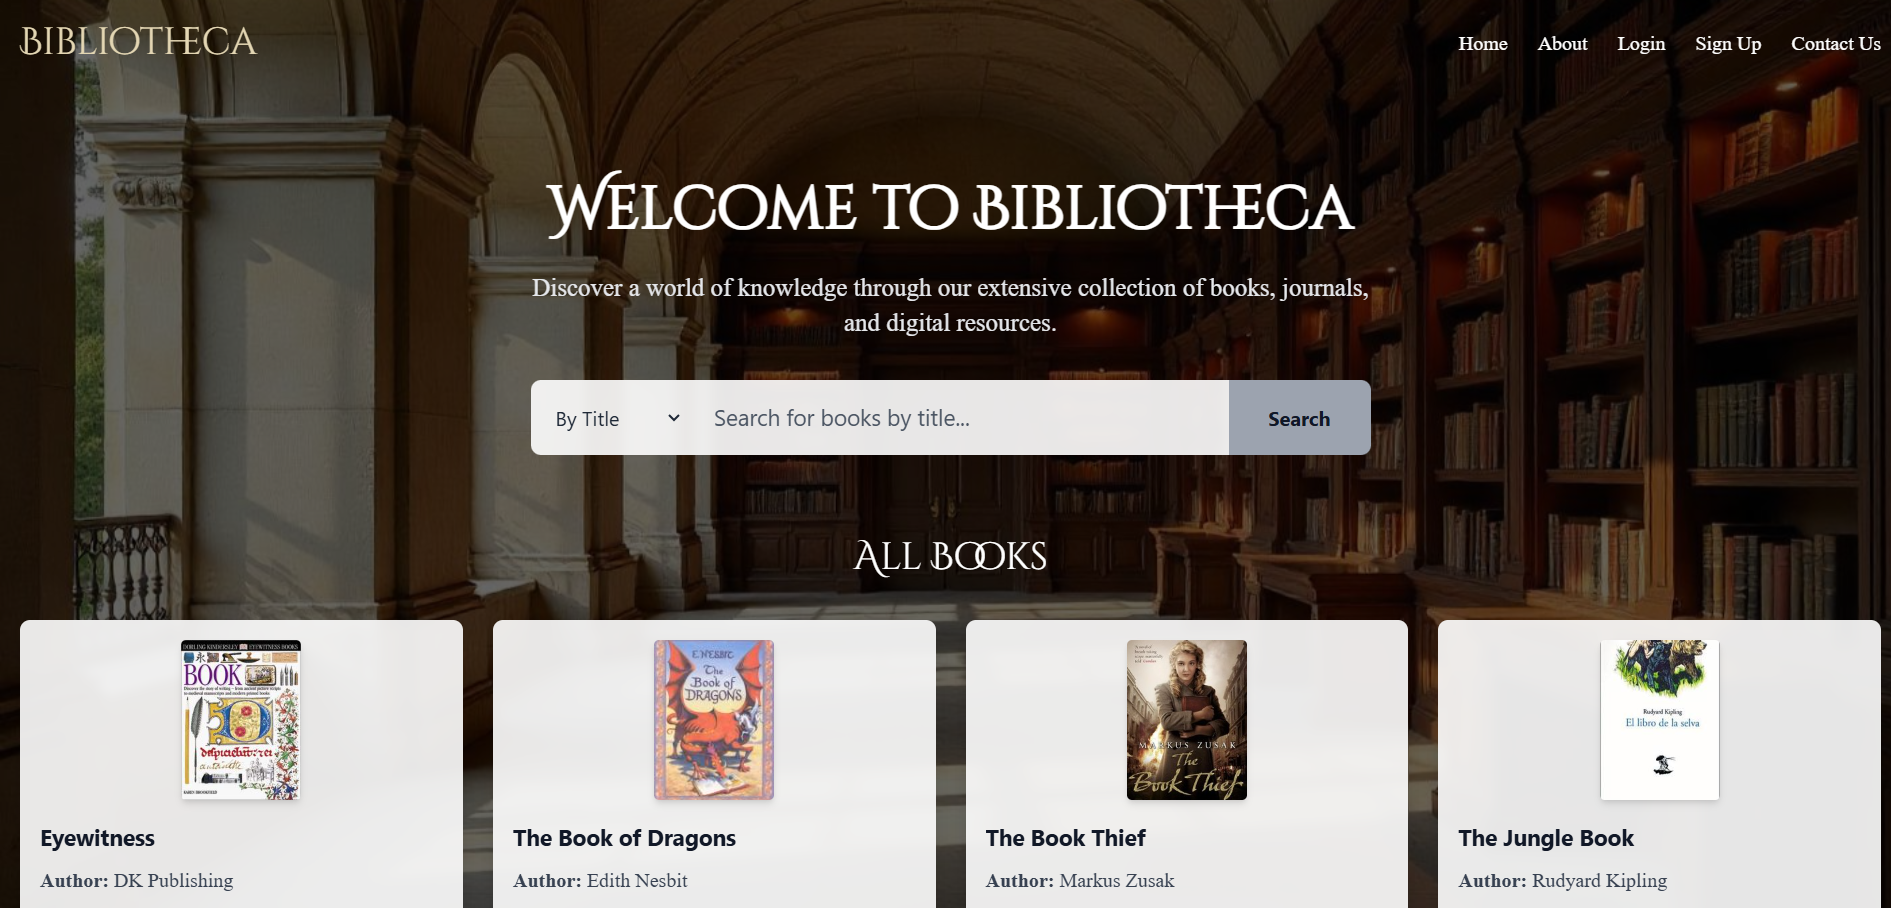 BIBLIOTHECA
Home About Login Sign Up Contact Us
WELCOME TO BIBLIOTHECA
Discover a world of knowledge through our extensive collection of books, journals,
and digital resources.
By Title Search for books by title... Search
ALL BOOKS
DORLING KINDERSLEY EYEWITNESS BOOKS
BOOK
E. NESBIT
The
Book of
DRAGONS
MARKUS ZUSAK
The
Book Thief
Rudyard Kipling
El libro de la selva
Eyewitness
Author: DK Publishing
The Book of Dragons
Author: Edith Nesbit
The Book Thief
Author: Markus Zusak
The Jungle Book
Author: Rudyard Kipling